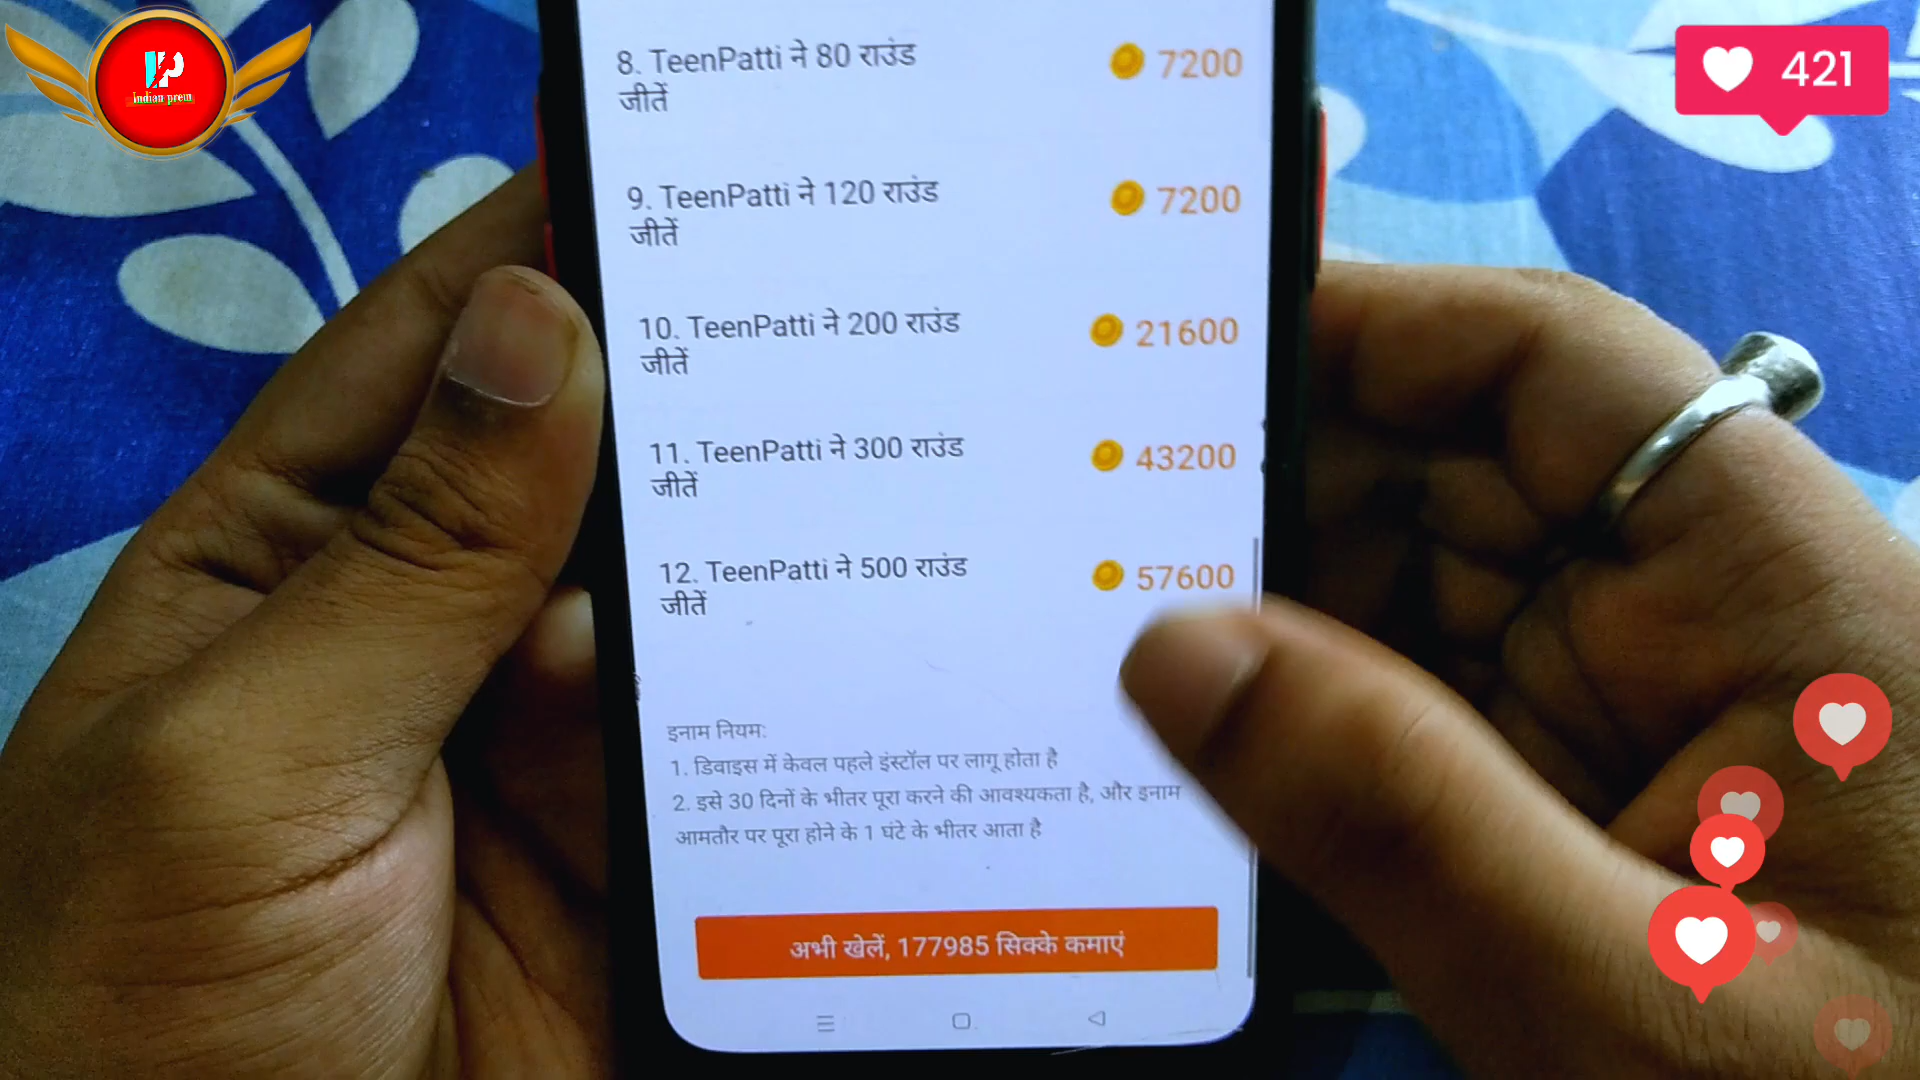 Indian prem
421
8. TeenPatti ने 80 राउंड
जीतें
7200
9. TeenPatti ने 120 राउंड
जीतें
7200
10. TeenPatti ने 200 राउंड
जीतें
21600
11. TeenPatti ने 300 राउंड
जीतें
43200
12. TeenPatti ने 500 राउंड
जीतें
57600
इनाम नियम:
1. डिवाइस में केवल पहले इंस्टॉल पर लागू होता है
2. इसे 30 दिनों के भीतर पूरा करने की आवश्यकता है, और इनाम
आमतौर पर पूरा होने के 1 घंटे के भीतर आता है
अभी खेलें, 177985 सिक्के कमाएं